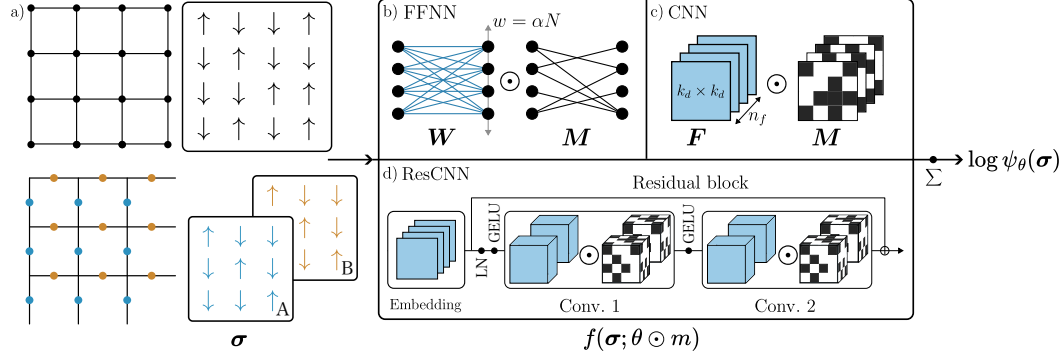 a)
↑ ↓ ↓ ↑
↓ ↑ ↓ ↑
↓ ↓ ↑ ↑
↓ ↑ ↓ ↑
b) FFNN
w = αN
⊙
W
M
c) CNN
k_d × k_d
n_f
⊙
F
M
↑ ↓ ↓
↑ ↓ ↓
↓ ↑ ↓
↓ ↓ ↑
A
B
σ
d) ResCNN
Residual block
Embedding
LN
GELU
⊙
Conv. 1
GELU
⊙
Conv. 2
⊕
f(σ; θ ⊙ m)
Σ
log ψ_θ(σ)